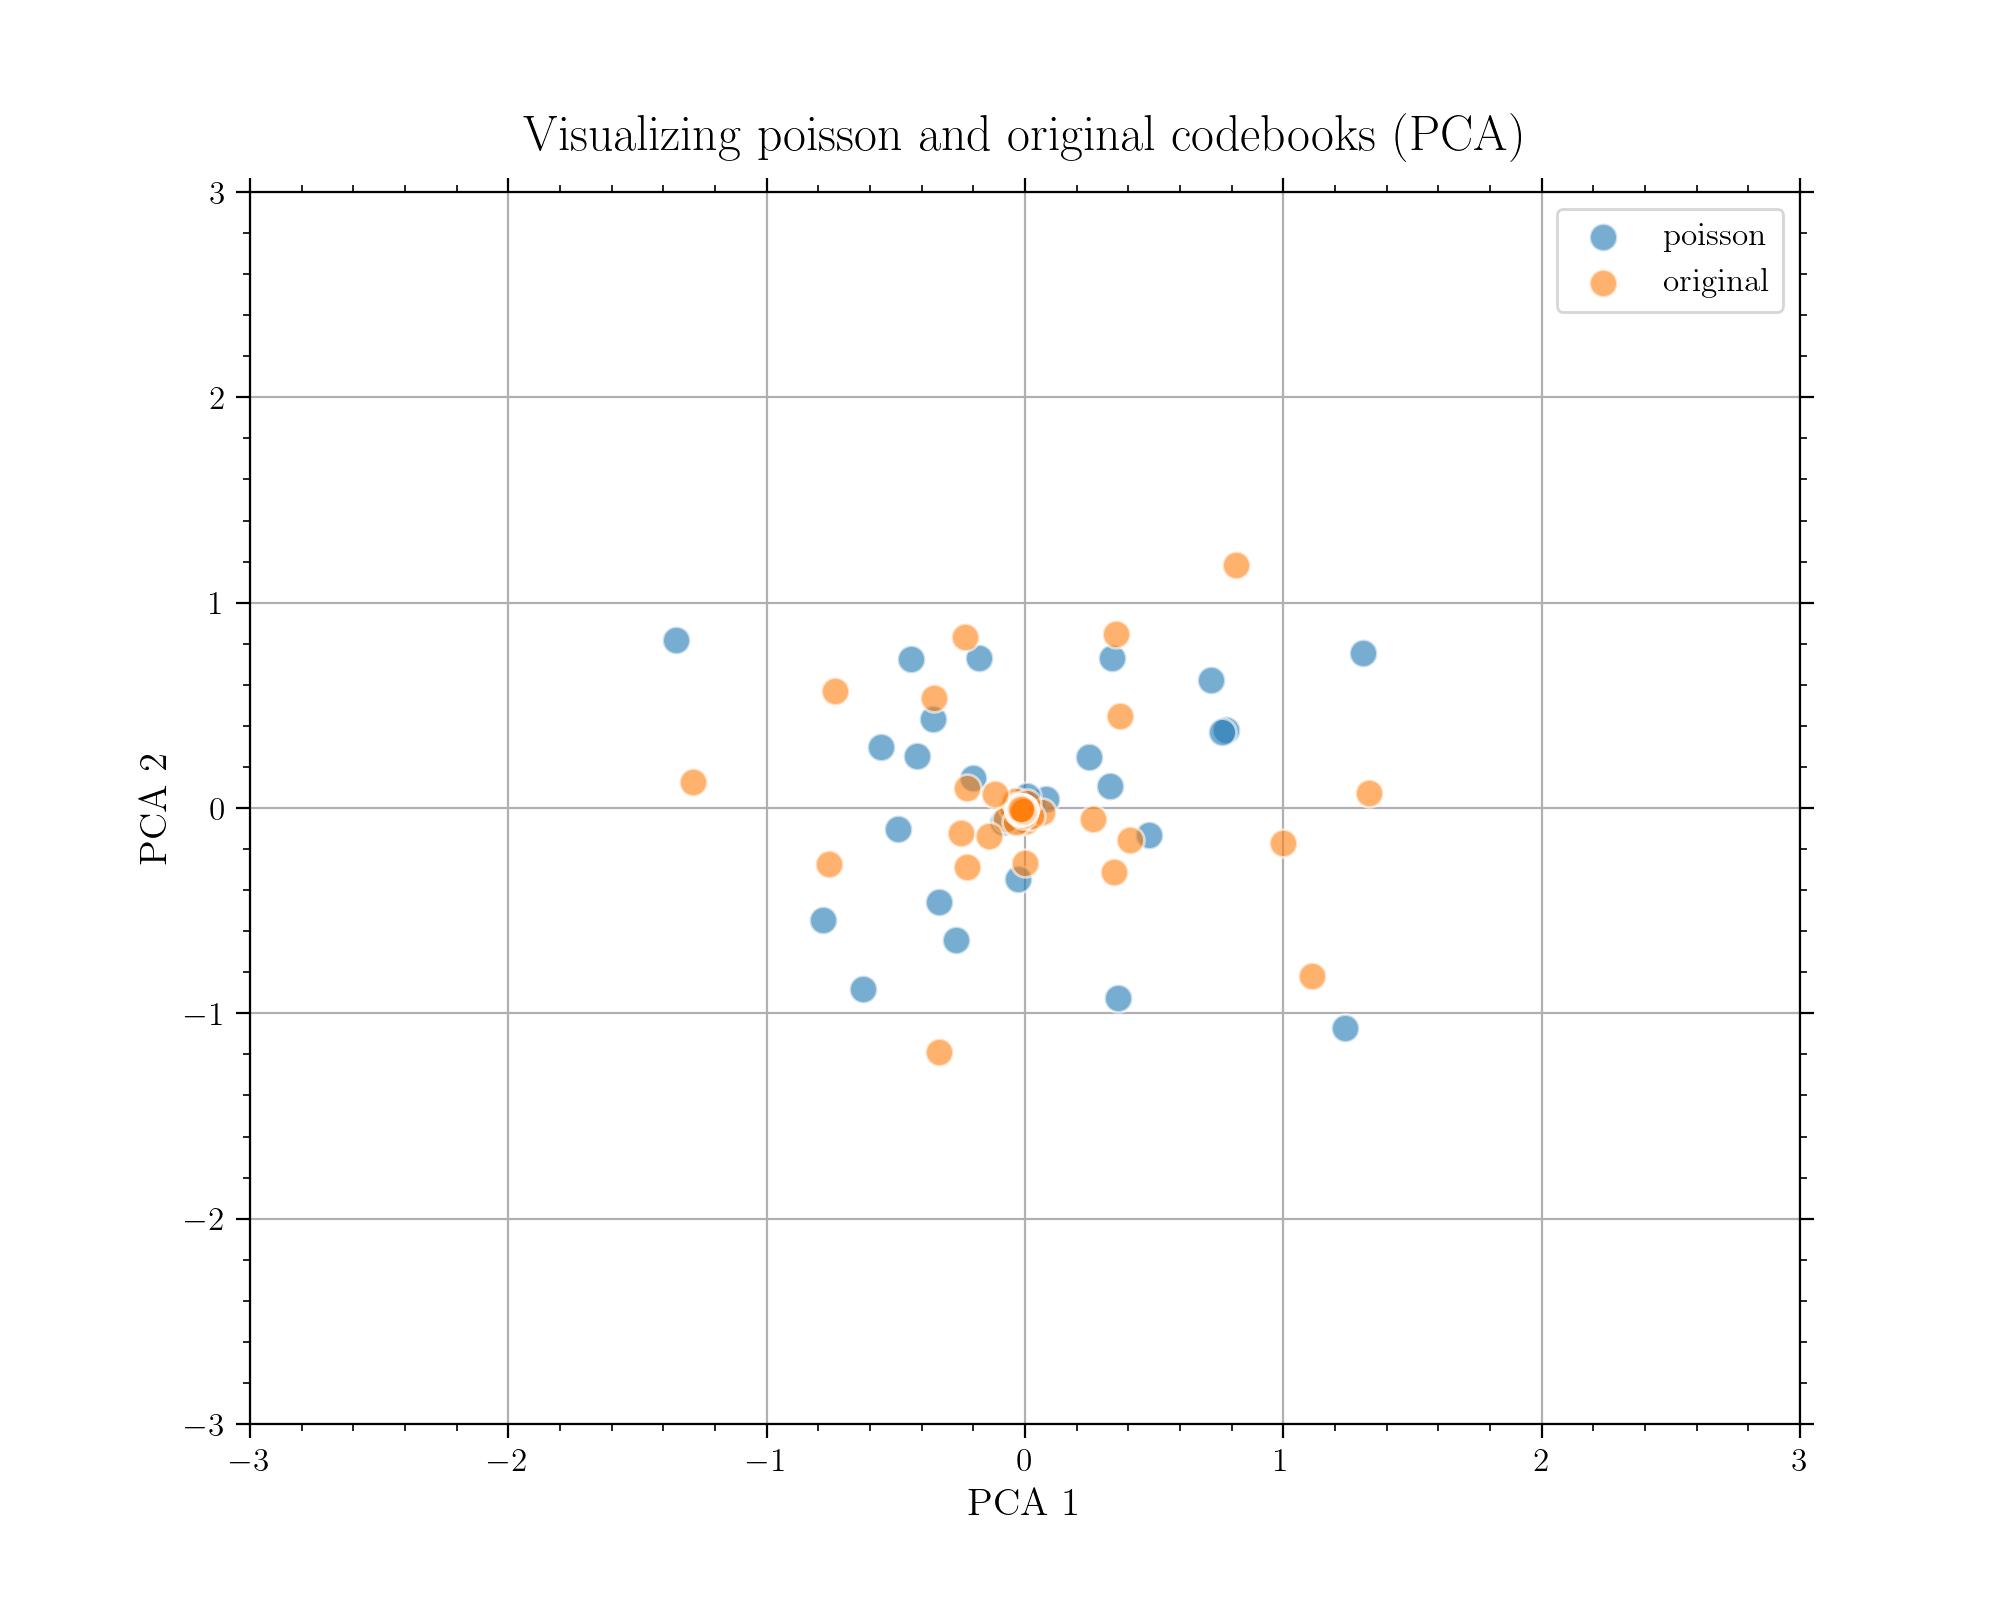 Visualizing poisson and original codebooks (PCA)
poisson
original
3
2
1
0
−1
−2
−3
PCA 2
−3
−2
−1
0
1
2
3
PCA 1